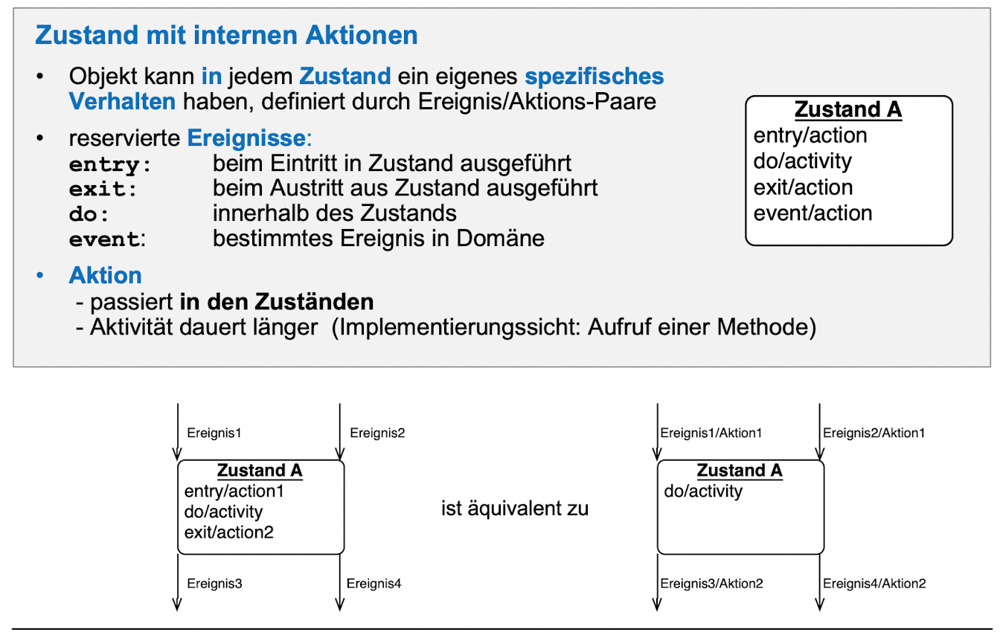 Zustand mit internen Aktionen
• Objekt kann in jedem Zustand ein eigenes spezifisches
Verhalten haben, definiert durch Ereignis/Aktions-Paare
• reservierte Ereignisse:
entry: beim Eintritt in Zustand ausgeführt
exit: beim Austritt aus Zustand ausgeführt
do: innerhalb des Zustands
event: bestimmtes Ereignis in Domäne
• Aktion
- passiert in den Zuständen
- Aktivität dauert länger (Implementierungssicht: Aufruf einer Methode)
Zustand A
entry/action
do/activity
exit/action
event/action
Ereignis1
Ereignis2
Zustand A
entry/action1
do/activity
exit/action2
Ereignis3
Ereignis4
ist äquivalent zu
Ereignis1/Aktion1
Ereignis2/Aktion1
Zustand A
do/activity
Ereignis3/Aktion2
Ereignis4/Aktion2